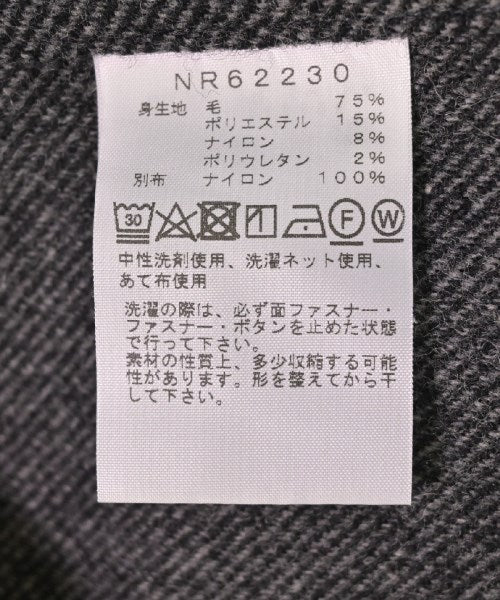 NR62230
身生地 毛 75%
ポリエステル 15%
ナイロン 8%
ポリウレタン 2%
別布 ナイロン 100%
30 F W
中性洗剤使用、洗濯ネット使用、
あて布使用
洗濯の際は、必ず面ファスナー・
ファスナー・ボタンを止めた状態
で行って下さい。
素材の性質上、多少収縮する可能
性があります。形を整えてから干
して下さい。